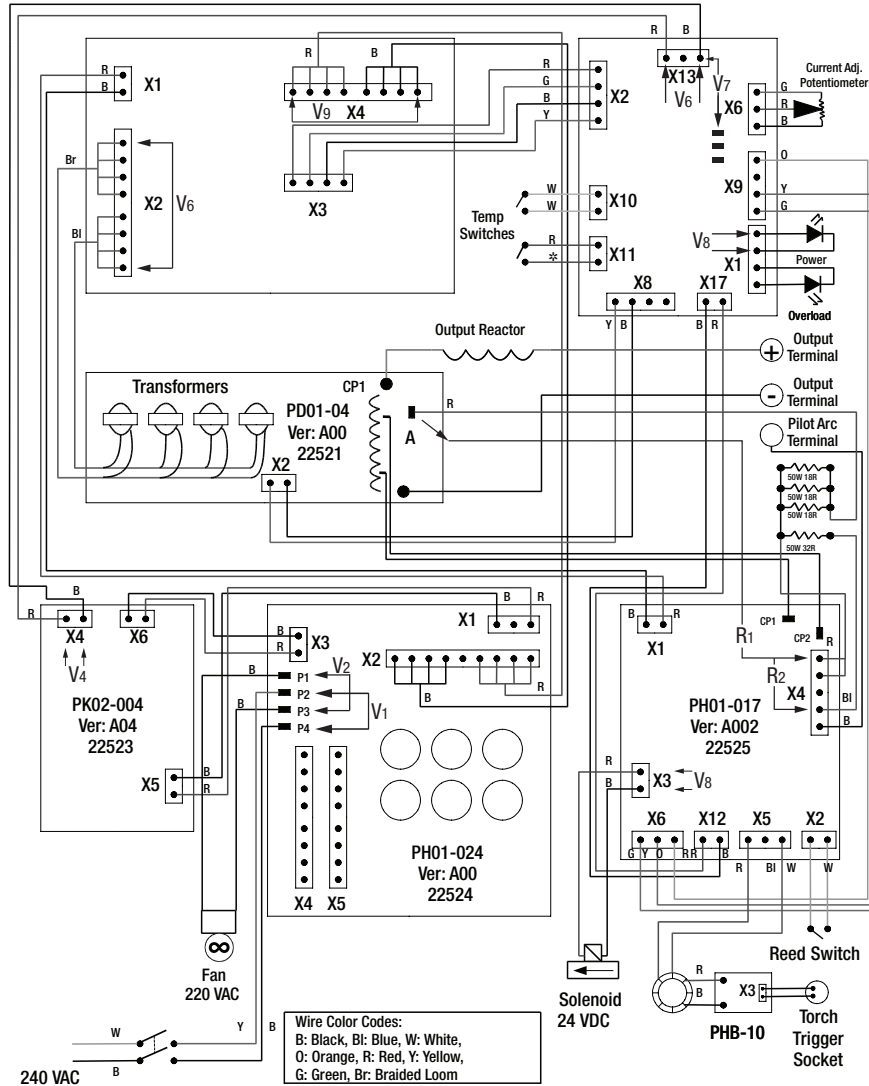 R B
R
B
X1
R B
V9 X4
R
G
B
Y
X2
X13
V6
V7
X6
G
R
B
Current Adj.
Potentiometer
Br
X2
V6
Bl
X3
Temp
Switches
W
W
X10
R
*
X11
X9
O
Y
G
V8
X1
Power
Overload
X8
Y B
X17
B R
Output Reactor
Output
Terminal
+
Output
Terminal
-
Pilot Arc
Terminal
Transformers
CP1
PD01-04
Ver: A00
22521
A
R
X2
50W 18R
50W 18R
50W 18R
50W 32R
B
R
X4
V4
X6
PK02-004
Ver: A04
22523
X5
B
R
B
R
X1
B
R
X3
X2
B
R
B
P1
P2
P3
P4
V2
V1
B
B
PH01-024
Ver: A00
22524
X4 X5
B R
X1
R1
CP1
CP2
R
R2
X4
Bl
B
PH01-017
Ver: A002
22525
R
B
X3
V8
X6 X12 X5 X2
G Y O R R B R Bl W W
Reed Switch
Fan
220 VAC
Solenoid
24 VDC
R
B
X3
PHB-10
Torch
Trigger
Socket
W
B
Y
B
240 VAC
Wire Color Codes:
B: Black, Bl: Blue, W: White,
O: Orange, R: Red, Y: Yellow,
G: Green, Br: Braided Loom